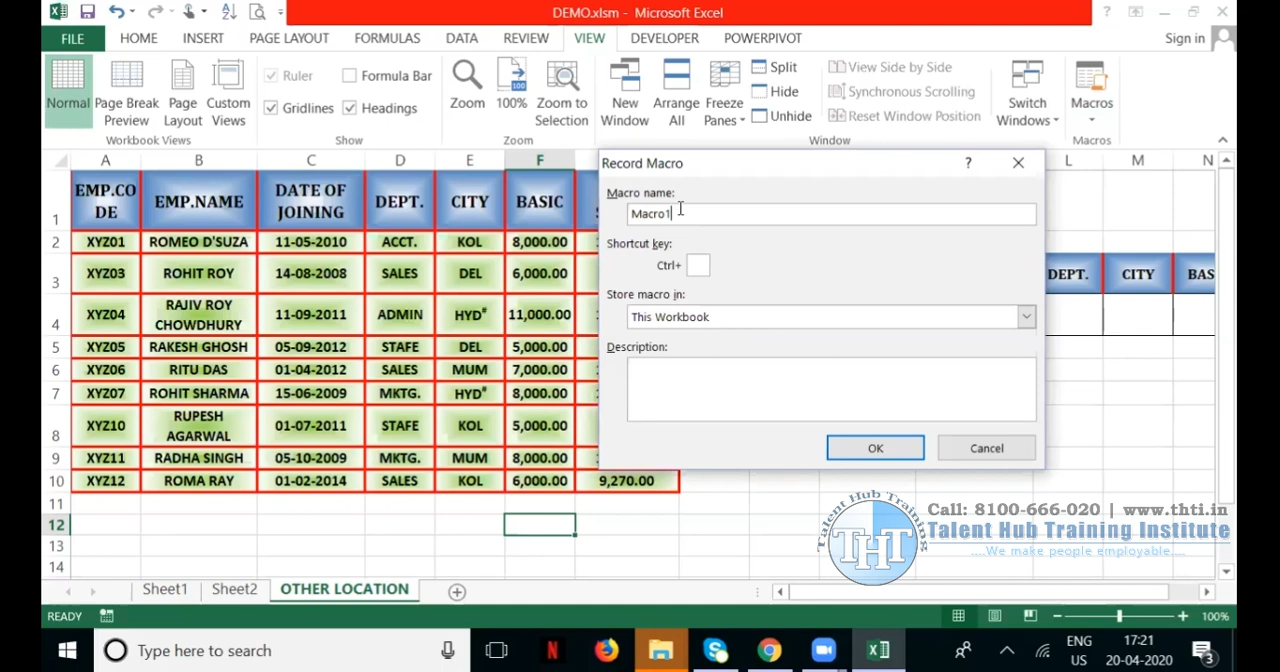 DEMO.xlsm - Microsoft Excel
FILE HOME INSERT PAGE LAYOUT FORMULAS DATA REVIEW VIEW DEVELOPER POWERPIVOT Sign in
Normal
Page Break Preview
Page Layout
Custom Views
Ruler
Formula Bar
Gridlines
Headings
Zoom
100%
Zoom to Selection
New Window
Arrange All
Freeze Panes
Split
Hide
Unhide
View Side by Side
Synchronous Scrolling
Reset Window Position
Switch Windows
Macros
Workbook Views
Show
Zoom
Window
Macros
A B C D E F L M N
1 EMP.CODE EMP.NAME DATE OF JOINING DEPT. CITY BASIC
2 XYZ01 ROMEO D'SUZA 11-05-2010 ACCT. KOL 8,000.00
3 XYZ03 ROHIT ROY 14-08-2008 SALES DEL 6,000.00
4 XYZ04 RAJIV ROY CHOWDHURY 11-09-2011 ADMIN HYD# 11,000.00
5 XYZ05 RAKESH GHOSH 05-09-2012 STAFE DEL 5,000.00
6 XYZ06 RITU DAS 01-04-2012 SALES MUM 7,000.00
7 XYZ07 ROHIT SHARMA 15-06-2009 MKTG. HYD# 8,000.00
8 XYZ10 RUPESH AGARWAL 01-07-2011 STAFE KOL 5,000.00
9 XYZ11 RADHA SINGH 05-10-2009 MKTG. MUM 8,000.00
10 XYZ12 ROMA RAY 01-02-2014 SALES KOL 6,000.00 9,270.00
11
12
13
14
DEPT. CITY BAS
Record Macro
Macro name:
Macro1
Shortcut key:
Ctrl+
Store macro in:
This Workbook
Description:
OK Cancel
Talent Hub Training
THT
Call: 8100-666-020 | www.thti.in
Talent Hub Training Institute
....We make people employable.....
Sheet1 Sheet2 OTHER LOCATION
READY 100%
Type here to search
ENG
US
17:21
20-04-2020
3